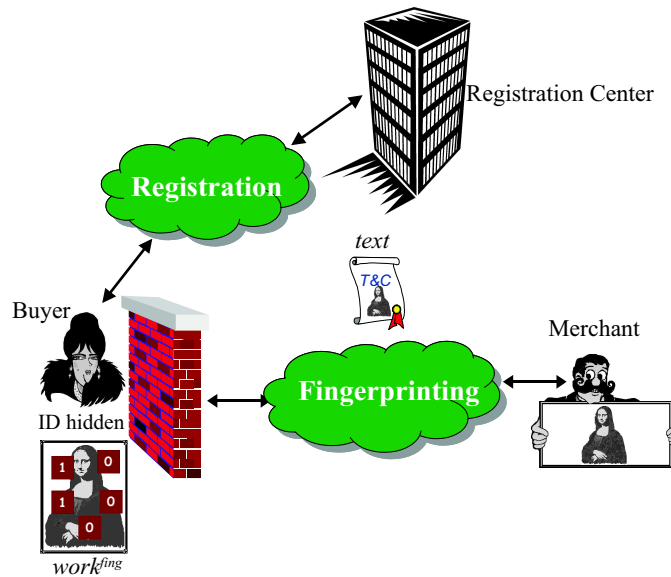 Registration Center
Registration
text
T&C
Buyer
Merchant
Fingerprinting
ID hidden
1 0
1 0
0
work^fing